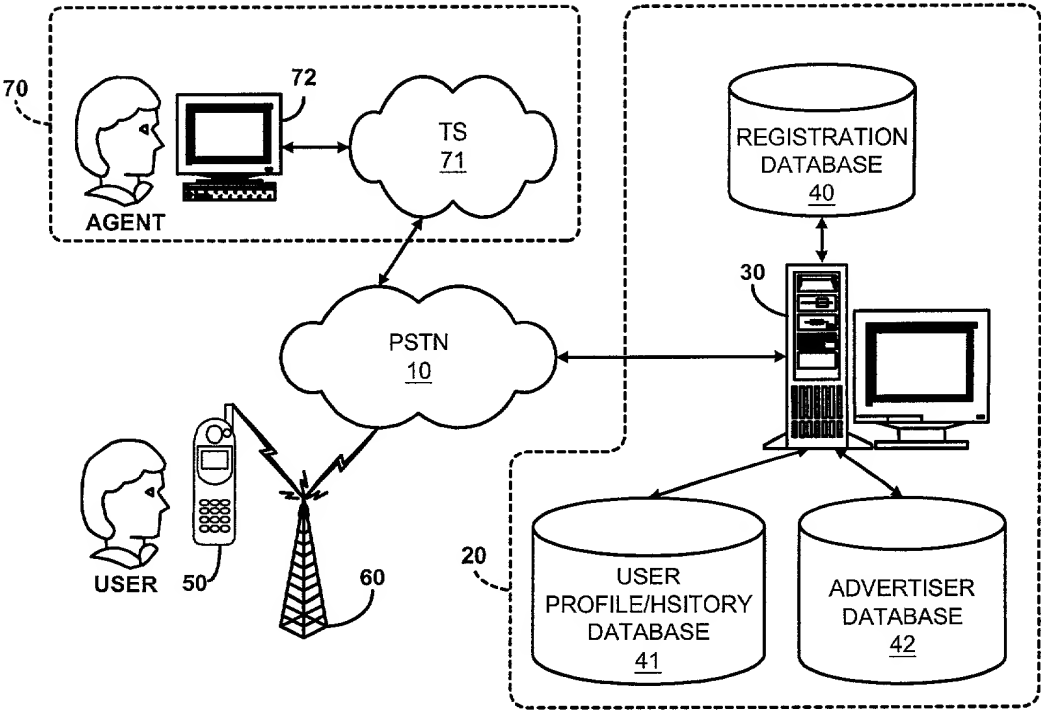 70
72
TS
71
AGENT
REGISTRATION
DATABASE
40
30
PSTN
10
USER
50
60
20
USER
PROFILE/HSITORY
DATABASE
41
ADVERTISER
DATABASE
42